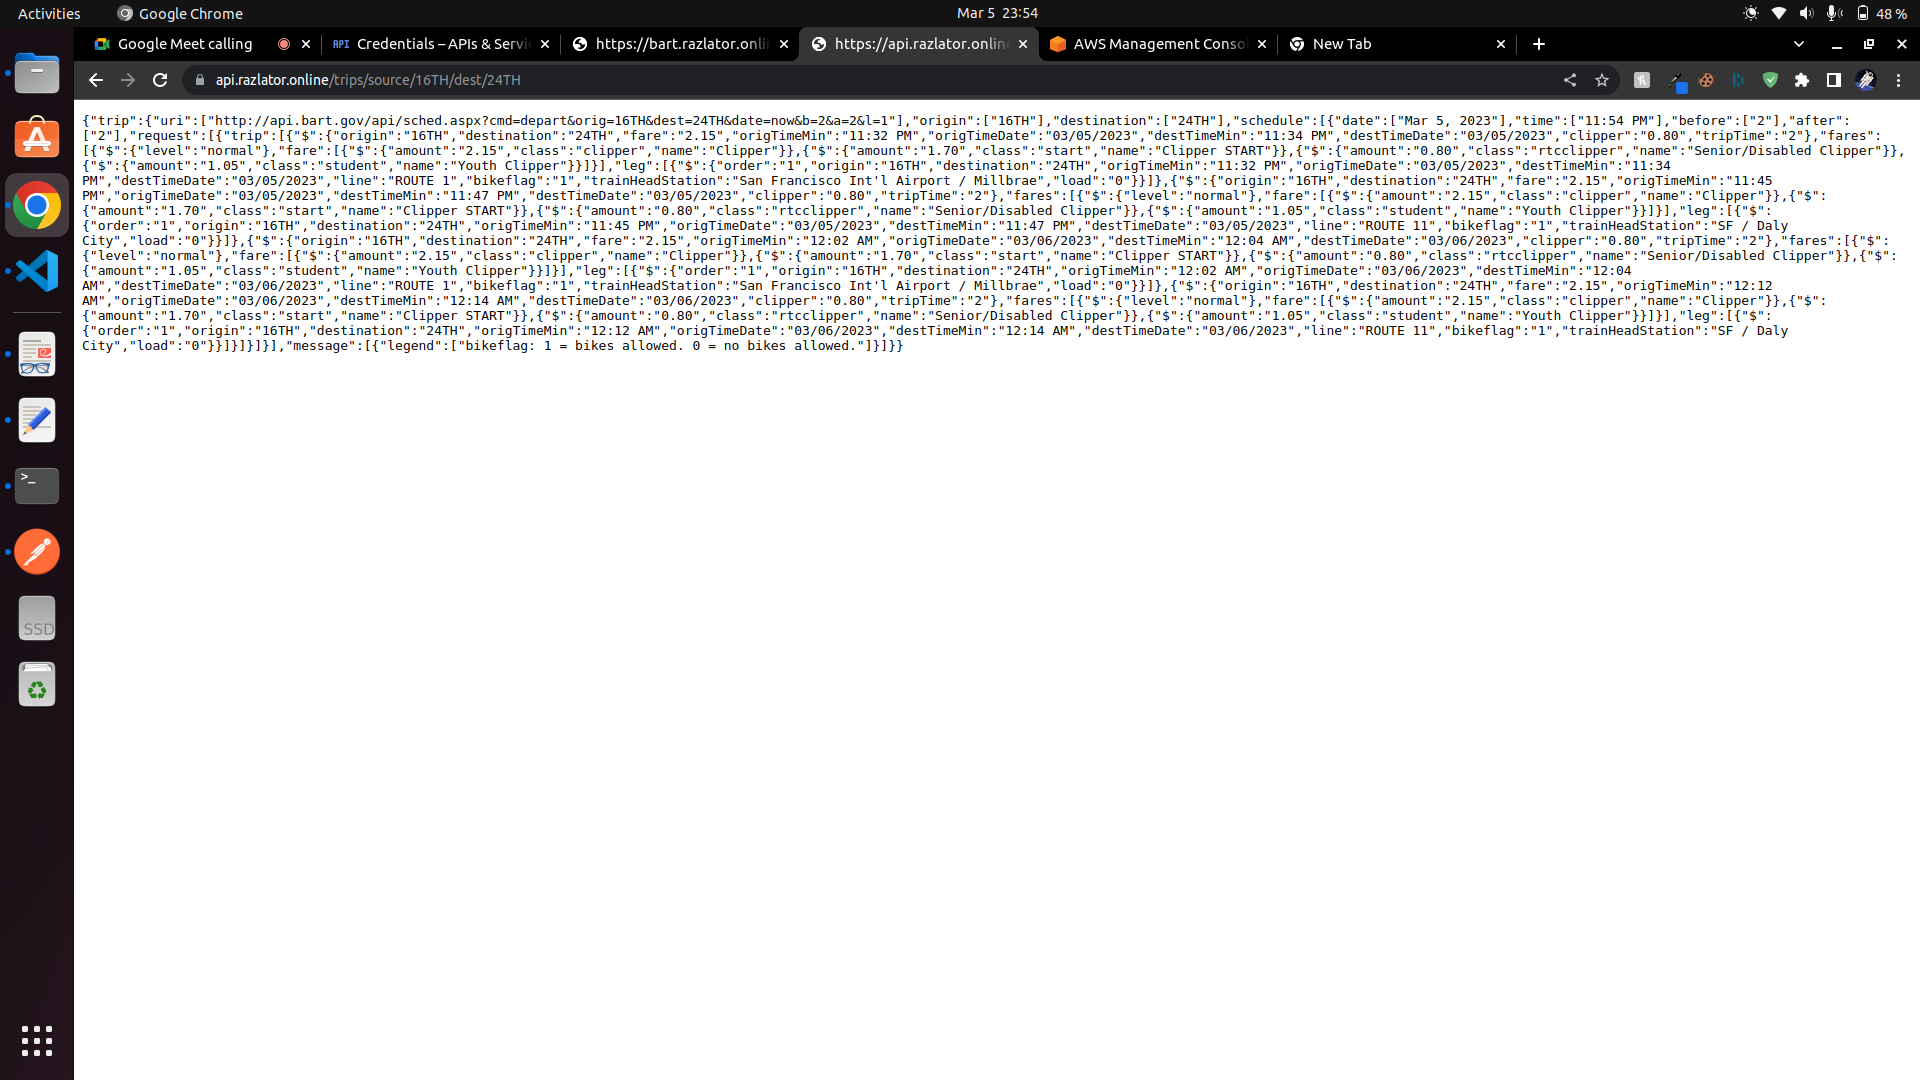 Activities
Google Chrome
Mar 5 23:54
48 %
Google Meet calling
Credentials – APIs & Servi
https://bart.razlator.onli
https://api.razlator.online
AWS Management Conso
New Tab
api.razlator.online/trips/source/16TH/dest/24TH
{"trip":{"uri":["http://api.bart.gov/api/sched.aspx?cmd=depart&orig=16TH&dest=24TH&date=now&b=2&a=2&l=1"],"origin":["16TH"],"destination":["24TH"],"schedule":[{"date":["Mar 5, 2023"],"time":["11:54 PM"],"before":["2"],"after":
["2"],"request":[{"trip":[{"$":{"origin":"16TH","destination":"24TH","fare":"2.15","origTimeMin":"11:32 PM","origTimeDate":"03/05/2023","destTimeMin":"11:34 PM","destTimeDate":"03/05/2023","clipper":"0.80","tripTime":"2"},"fares":
[{"$":{"level":"normal"},"fare":[{"$":{"amount":"2.15","class":"clipper","name":"Clipper"}},{"$":{"amount":"1.70","class":"start","name":"Clipper START"}},{"$":{"amount":"0.80","class":"rtcclipper","name":"Senior/Disabled Clipper"}},
{"$":{"amount":"1.05","class":"student","name":"Youth Clipper"}}]}],"leg":[{"$":{"order":"1","origin":"16TH","destination":"24TH","origTimeMin":"11:32 PM","origTimeDate":"03/05/2023","destTimeMin":"11:34
PM","destTimeDate":"03/05/2023","line":"ROUTE 1","bikeflag":"1","trainHeadStation":"San Francisco Int'l Airport / Millbrae","load":"0"}}]},{"$":{"origin":"16TH","destination":"24TH","fare":"2.15","origTimeMin":"11:45
PM","origTimeDate":"03/05/2023","destTimeMin":"11:47 PM","destTimeDate":"03/05/2023","clipper":"0.80","tripTime":"2"},"fares":[{"$":{"level":"normal"},"fare":[{"$":{"amount":"2.15","class":"clipper","name":"Clipper"}},{"$":
{"amount":"1.70","class":"start","name":"Clipper START"}},{"$":{"amount":"0.80","class":"rtcclipper","name":"Senior/Disabled Clipper"}},{"$":{"amount":"1.05","class":"student","name":"Youth Clipper"}}]}],"leg":[{"$":
{"order":"1","origin":"16TH","destination":"24TH","origTimeMin":"11:45 PM","origTimeDate":"03/05/2023","destTimeMin":"11:47 PM","destTimeDate":"03/05/2023","line":"ROUTE 11","bikeflag":"1","trainHeadStation":"SF / Daly
City","load":"0"}}]},{"$":{"origin":"16TH","destination":"24TH","fare":"2.15","origTimeMin":"12:02 AM","origTimeDate":"03/06/2023","destTimeMin":"12:04 AM","destTimeDate":"03/06/2023","clipper":"0.80","tripTime":"2"},"fares":[{"$":
{"level":"normal"},"fare":[{"$":{"amount":"2.15","class":"clipper","name":"Clipper"}},{"$":{"amount":"1.70","class":"start","name":"Clipper START"}},{"$":{"amount":"0.80","class":"rtcclipper","name":"Senior/Disabled Clipper"}},{"$":
{"amount":"1.05","class":"student","name":"Youth Clipper"}}]}],"leg":[{"$":{"order":"1","origin":"16TH","destination":"24TH","origTimeMin":"12:02 AM","origTimeDate":"03/06/2023","destTimeMin":"12:04
AM","destTimeDate":"03/06/2023","line":"ROUTE 1","bikeflag":"1","trainHeadStation":"San Francisco Int'l Airport / Millbrae","load":"0"}}]},{"$":{"origin":"16TH","destination":"24TH","fare":"2.15","origTimeMin":"12:12
AM","origTimeDate":"03/06/2023","destTimeMin":"12:14 AM","destTimeDate":"03/06/2023","clipper":"0.80","tripTime":"2"},"fares":[{"$":{"level":"normal"},"fare":[{"$":{"amount":"2.15","class":"clipper","name":"Clipper"}},{"$":
{"amount":"1.70","class":"start","name":"Clipper START"}},{"$":{"amount":"0.80","class":"rtcclipper","name":"Senior/Disabled Clipper"}},{"$":{"amount":"1.05","class":"student","name":"Youth Clipper"}}]}],"leg":[{"$":
{"order":"1","origin":"16TH","destination":"24TH","origTimeMin":"12:12 AM","origTimeDate":"03/06/2023","destTimeMin":"12:14 AM","destTimeDate":"03/06/2023","line":"ROUTE 11","bikeflag":"1","trainHeadStation":"SF / Daly
City","load":"0"}}]}]}]}],"message":[{"legend":["bikeflag: 1 = bikes allowed. 0 = no bikes allowed."]}]}}
SSD